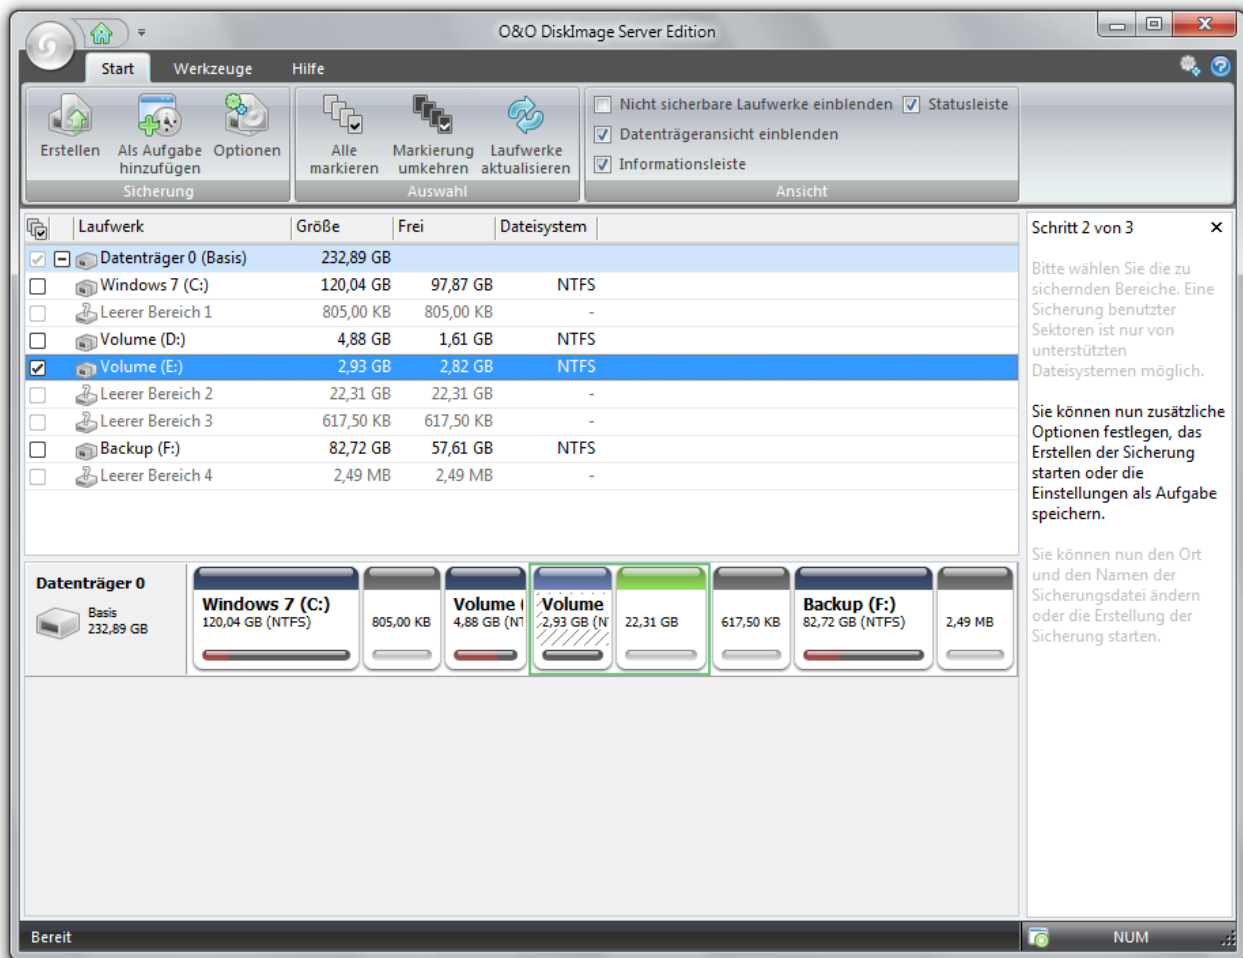 O&O DiskImage Server Edition
Start Werkzeuge Hilfe
Erstellen Als Aufgabe hinzufügen Optionen
Sicherung
Alle markieren Markierung umkehren Laufwerke aktualisieren
Auswahl
Nicht sicherbare Laufwerke einblenden Statusleiste
Datenträgeransicht einblenden
Informationsleiste
Ansicht
Laufwerk Größe Frei Dateisystem
Datenträger 0 (Basis) 232,89 GB
Windows 7 (C:) 120,04 GB 97,87 GB NTFS
Leerer Bereich 1 805,00 KB 805,00 KB -
Volume (D:) 4,88 GB 1,61 GB NTFS
Volume (E:) 2,93 GB 2,82 GB NTFS
Leerer Bereich 2 22,31 GB 22,31 GB -
Leerer Bereich 3 617,50 KB 617,50 KB -
Backup (F:) 82,72 GB 57,61 GB NTFS
Leerer Bereich 4 2,49 MB 2,49 MB -
Schritt 2 von 3
Bitte wählen Sie die zu
sichernden Bereiche. Eine
Sicherung benutzter
Sektoren ist nur von
unterstützten
Dateisystemen möglich.
Sie können nun zusätzliche
Optionen festlegen, das
Erstellen der Sicherung
starten oder die
Einstellungen als Aufgabe
speichern.
Sie können nun den Ort
und den Namen der
Sicherungsdatei ändern
oder die Erstellung der
Sicherung starten.
Datenträger 0
Basis
232,89 GB
Windows 7 (C:)
120,04 GB (NTFS)
805,00 KB
Volume (
4,88 GB (NT
Volume
2,93 GB (N
22,31 GB
617,50 KB
Backup (F:)
82,72 GB (NTFS)
2,49 MB
Bereit NUM